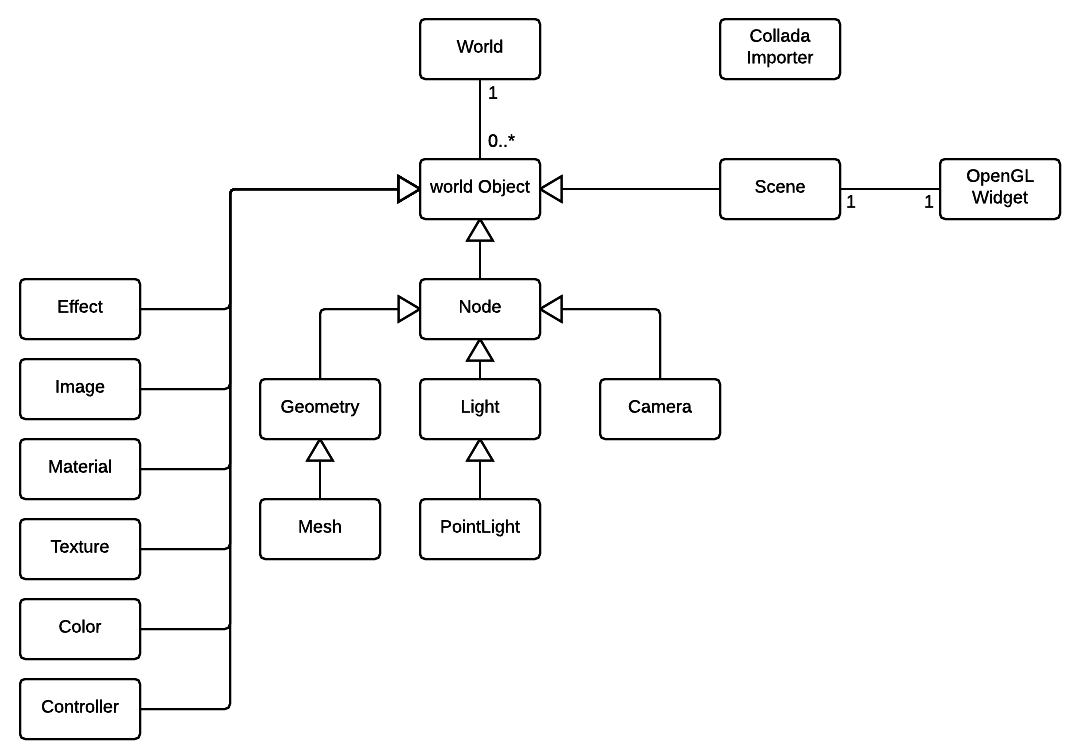 World
Collada
Importer
1
0..*
world Object
Scene
OpenGL
Widget
1
1
Effect
Node
Image
Geometry
Light
Camera
Material
Mesh
PointLight
Texture
Color
Controller